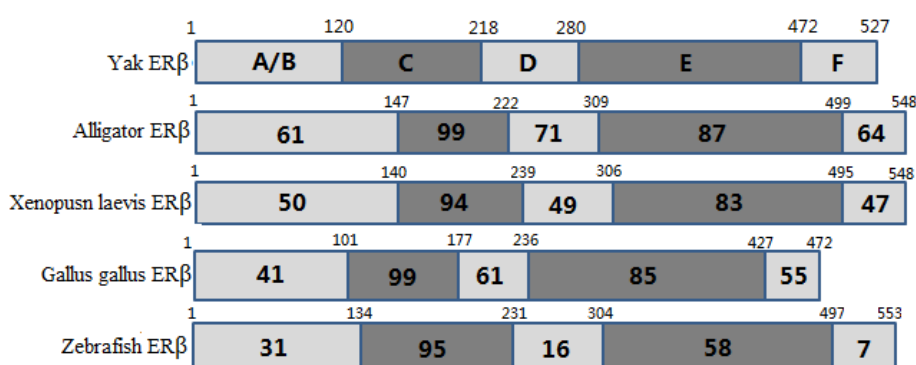 1 120 218 280 472 527
Yak ERβ A/B C D E F
1 147 222 309 499 548
Alligator ERβ 61 99 71 87 64
1 140 239 306 495 548
Xenopusn laevis ERβ 50 94 49 83 47
1 101 177 236 427 472
Gallus gallus ERβ 41 99 61 85 55
1 134 231 304 497 553
Zebrafish ERβ 31 95 16 58 7